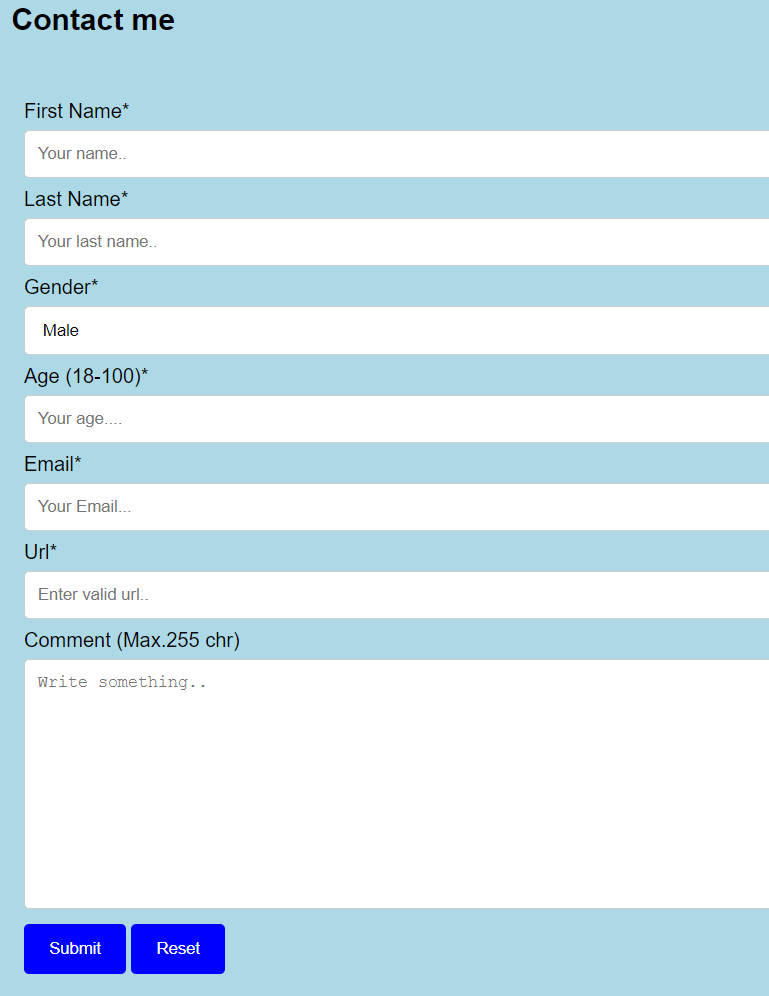 Contact me
First Name*
Your name..
Last Name*
Your last name..
Gender*
Male
Age (18-100)*
Your age....
Email*
Your Email...
Url*
Enter valid url..
Comment (Max.255 chr)
Write something..
Submit Reset